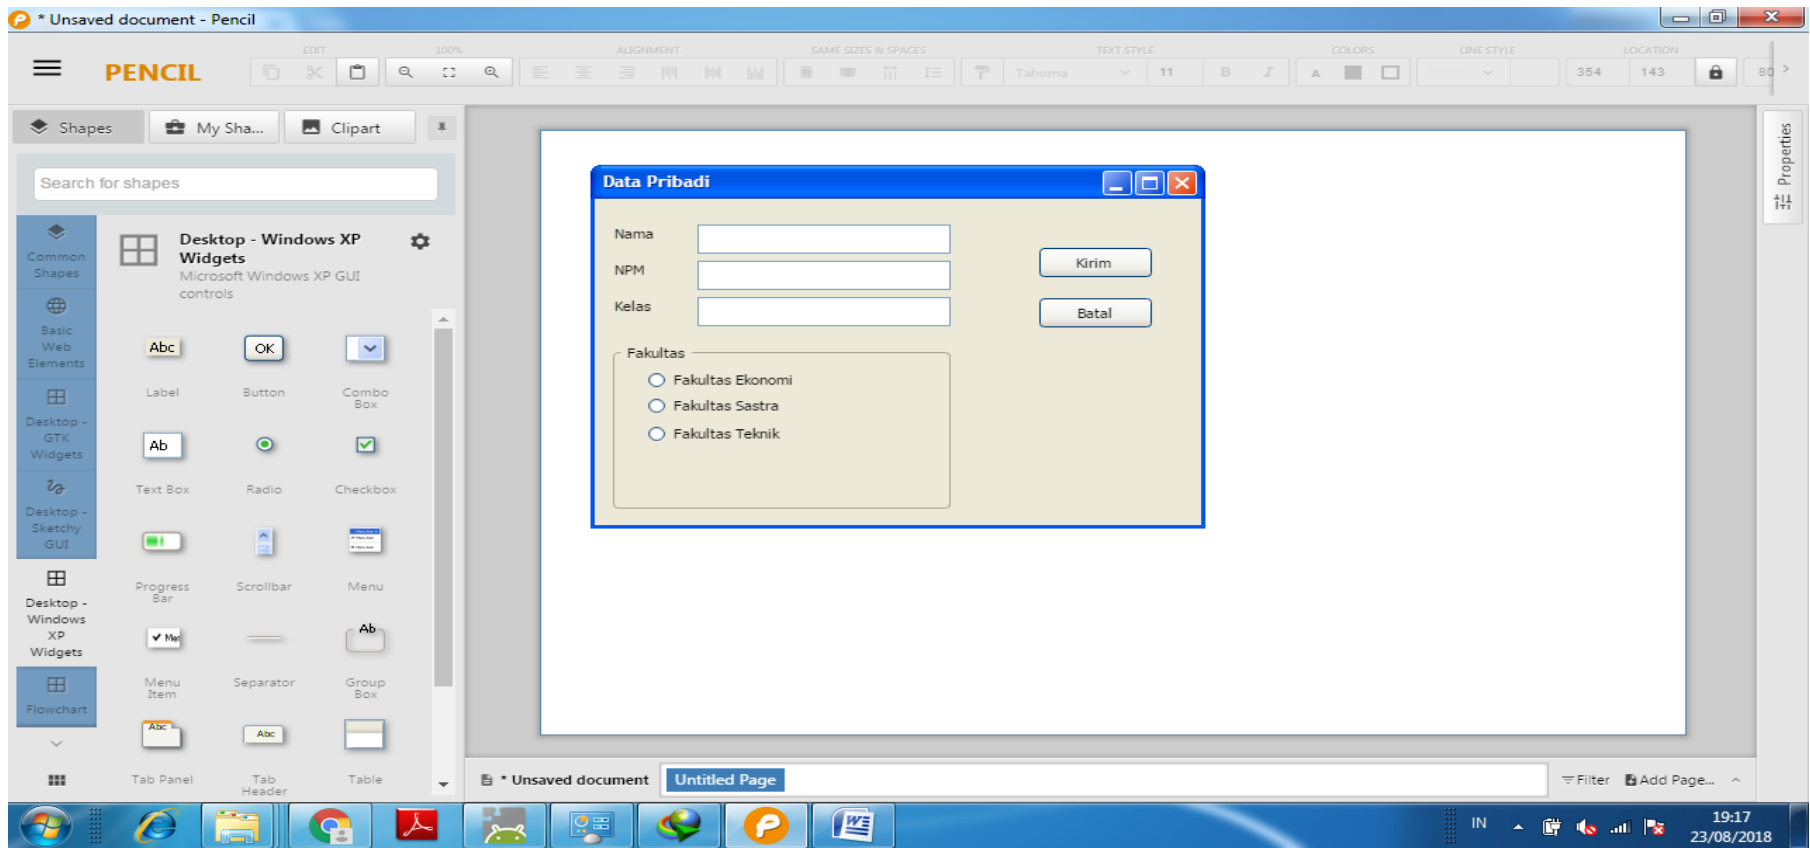 * Unsaved document - Pencil
EDIT
100%
ALIGNMENT
SAME SIZES & SPACES
TEXT STYLE
COLORS
LINE STYLE
LOCATION
PENCIL
Tahoma
11
B
I
A
354
143
80
Shapes
My Sha...
Clipart
Search for shapes
Common
Shapes
Basic
Web
Elements
Desktop -
GTK
Widgets
Desktop -
Sketchy
GUI
Desktop -
Windows
XP
Widgets
Flowchart
Desktop - Windows XP
Widgets
Microsoft Windows XP GUI
controls
Abc
OK
Label
Button
Combo
Box
Ab
Text Box
Radio
Checkbox
Progress
Bar
Scrollbar
Menu
Ab
Menu
Item
Separator
Group
Box
Abc
Abc
Tab Panel
Tab
Header
Table
Data Pribadi
Nama
NPM
Kelas
Kirim
Batal
Fakultas
Fakultas Ekonomi
Fakultas Sastra
Fakultas Teknik
Properties
* Unsaved document
Untitled Page
Filter
Add Page...
IN
19:17
23/08/2018